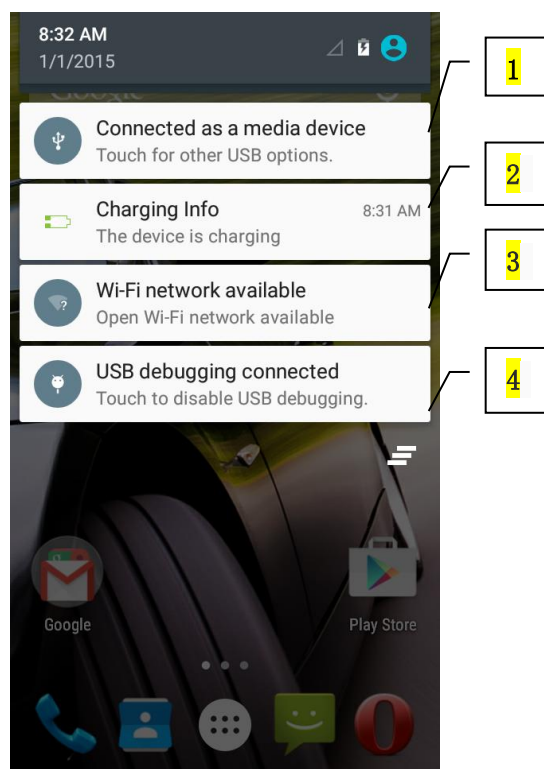 8:32 AM
1/1/2015
Google
Connected as a media device
Touch for other USB options.
1
Charging Info 8:31 AM
The device is charging
2
Wi-Fi network available
Open Wi-Fi network available
3
USB debugging connected
Touch to disable USB debugging.
4
Google Play Store